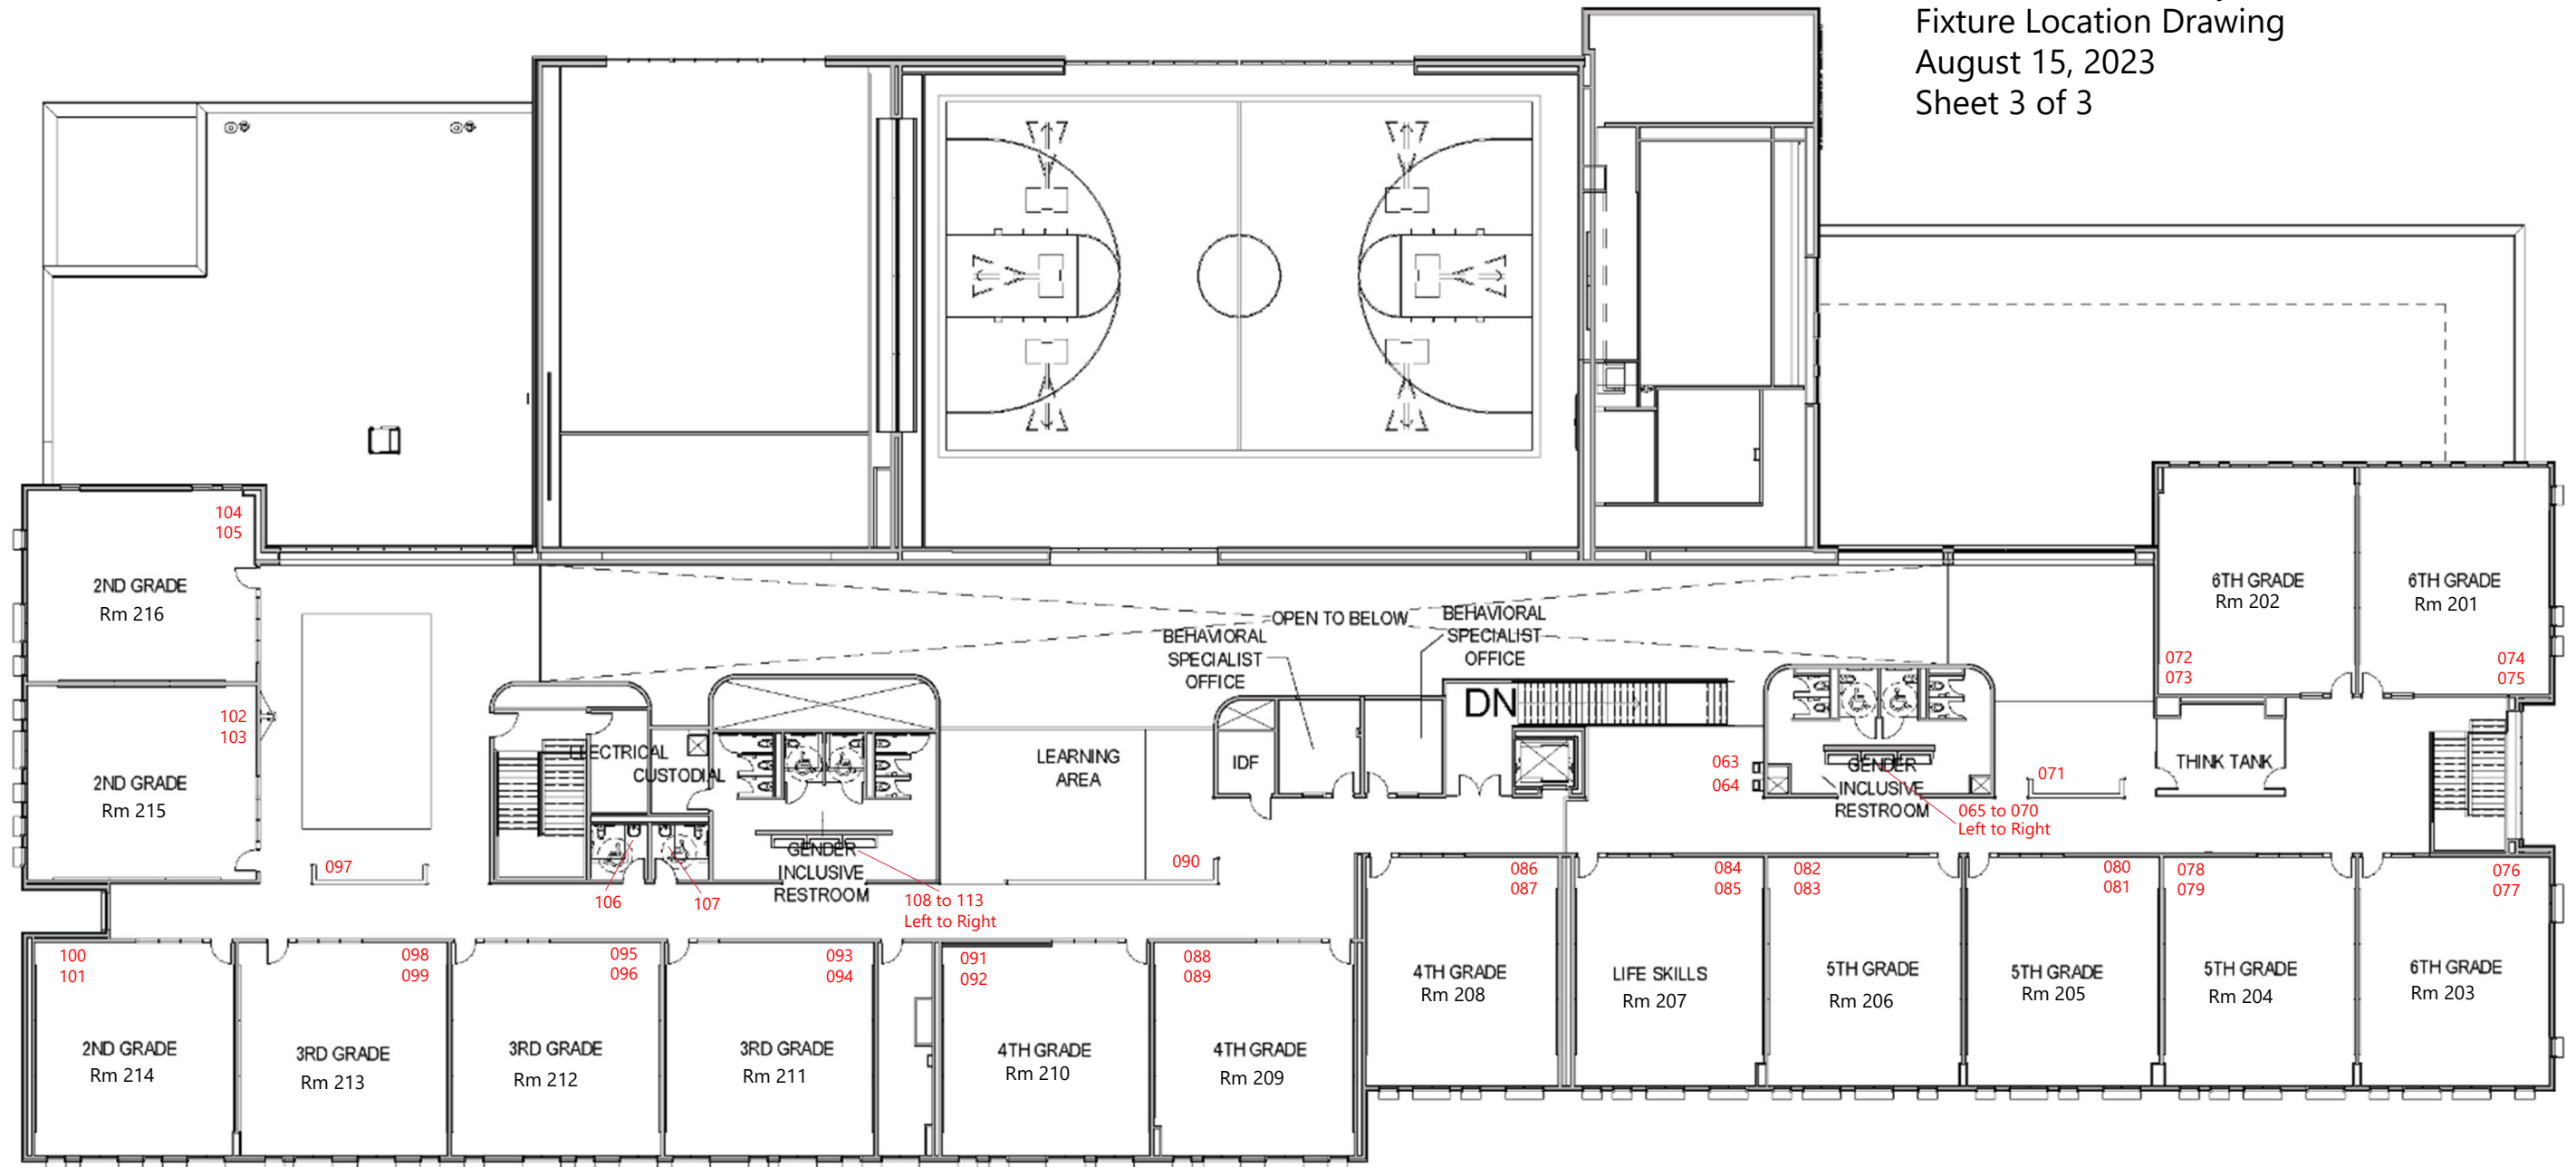 Fixture Location Drawing
August 15, 2023
Sheet 3 of 3
104
105
2ND GRADE
Rm 216
102
103
2ND GRADE
Rm 215
097
ELECTRICAL
CUSTODIAL
106
107
GENDER
INCLUSIVE
RESTROOM
108 to 113
Left to Right
LEARNING
AREA
090
OPEN TO BELOW
BEHAVIORAL
SPECIALIST
OFFICE
BEHAVIORAL
SPECIALIST
OFFICE
IDF
DN
063
064
GENDER
INCLUSIVE
RESTROOM
065 to 070
Left to Right
071
THINK TANK
6TH GRADE
Rm 202
072
073
6TH GRADE
Rm 201
074
075
100
101
2ND GRADE
Rm 214
098
099
3RD GRADE
Rm 213
095
096
3RD GRADE
Rm 212
093
094
3RD GRADE
Rm 211
091
092
4TH GRADE
Rm 210
088
089
4TH GRADE
Rm 209
086
087
4TH GRADE
Rm 208
084
085
LIFE SKILLS
Rm 207
082
083
5TH GRADE
Rm 206
080
081
5TH GRADE
Rm 205
078
079
5TH GRADE
Rm 204
076
077
6TH GRADE
Rm 203